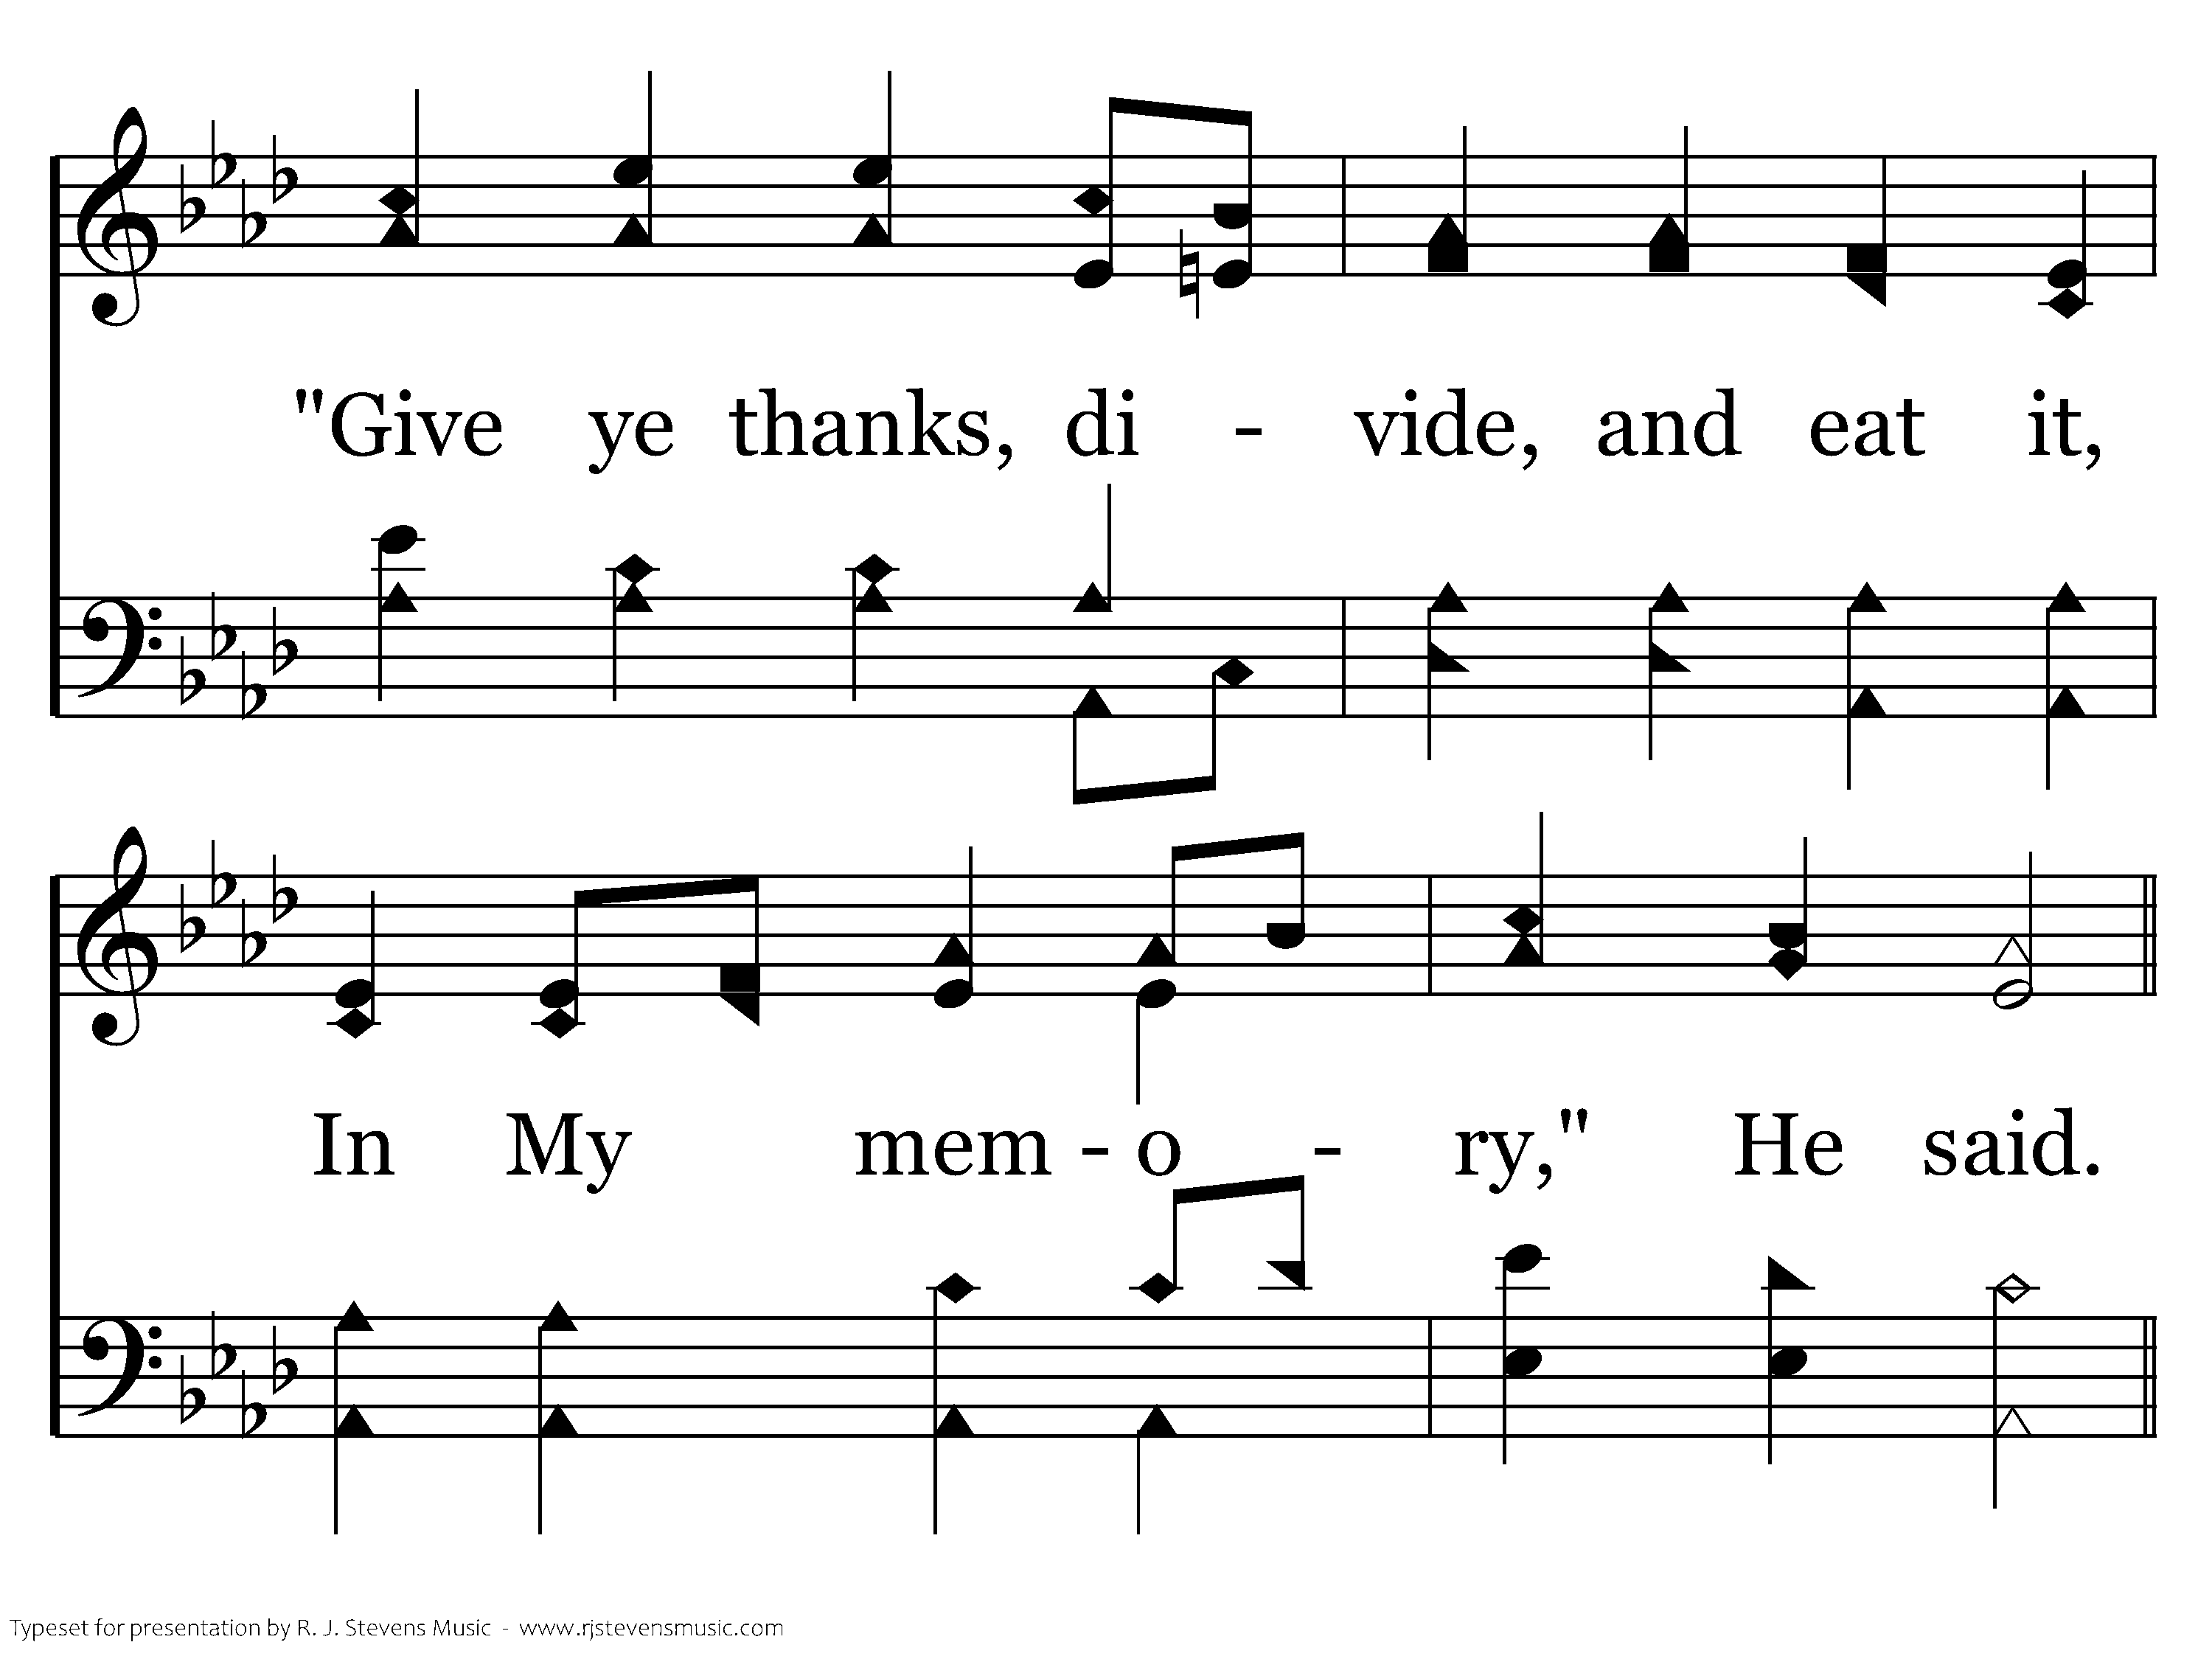 "Give ye thanks, di - vide, and eat it,
In My mem - o - ry," He said.
Typeset for presentation by R. J. Stevens Music - www.rjstevensmusic.com